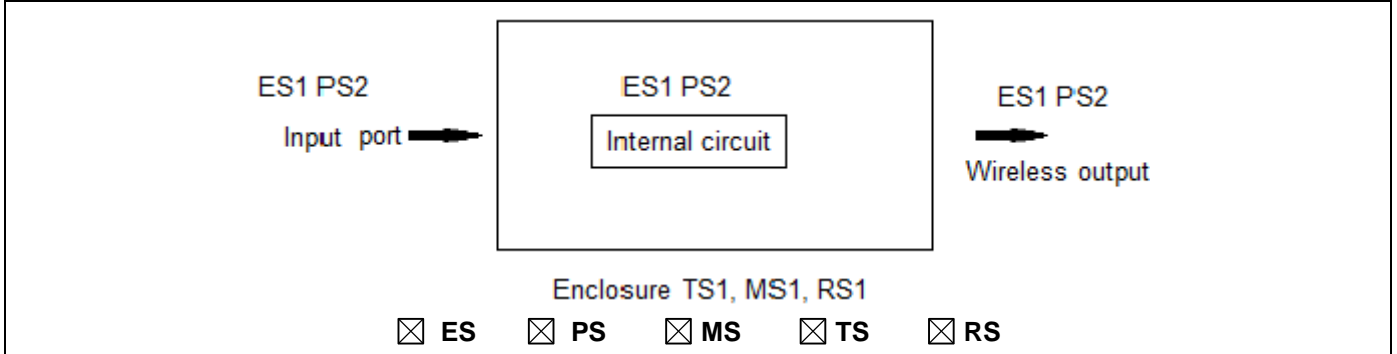 ES1 PS2
Input port
ES1 PS2
Internal circuit
ES1 PS2
Wireless output
Enclosure TS1, MS1, RS1
☒ ES ☒ PS ☒ MS ☒ TS ☒ RS